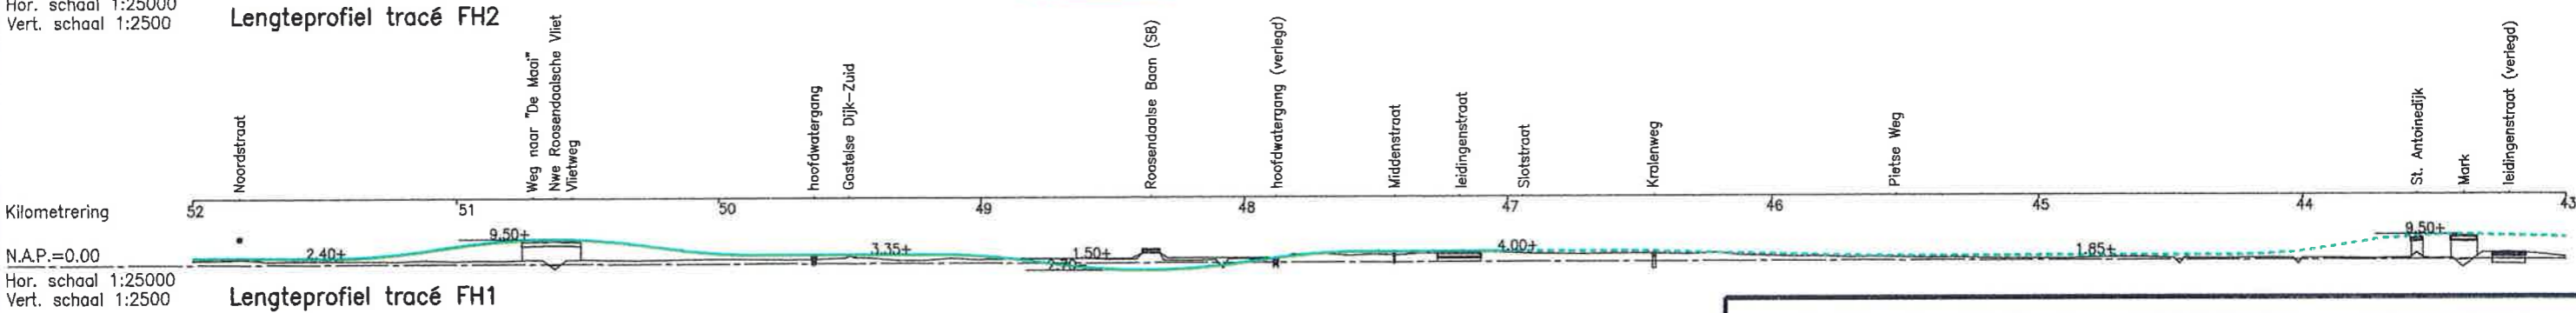 Hor. schaal 1:25000
Vert. schaal 1:2500
Lengteprofiel tracé FH2
Noordstraat
Weg naar "De Maai"
Nwe Roosendaalsche Vliet
Vlietweg
hoofdwatergang
Gastelse Dijk-Zuid
Roosendaalse Baan (S8)
hoofdwatergang (verlegd)
Middenstraat
leidingenstraat
Slotstraat
Kralenweg
Pietse Weg
St. Antoinedijk
Mark
leidingenstraat (verlegd)
Kilometrering
52 51 50 49 48 47 46 45 44 43
N.A.P.=0.00
2.40+ 9.50+ 3.35+ 1.50+ 2.70- 4.00+ 1.85+ 9.50+
Hor. schaal 1:25000
Vert. schaal 1:2500
Lengteprofiel tracé FH1